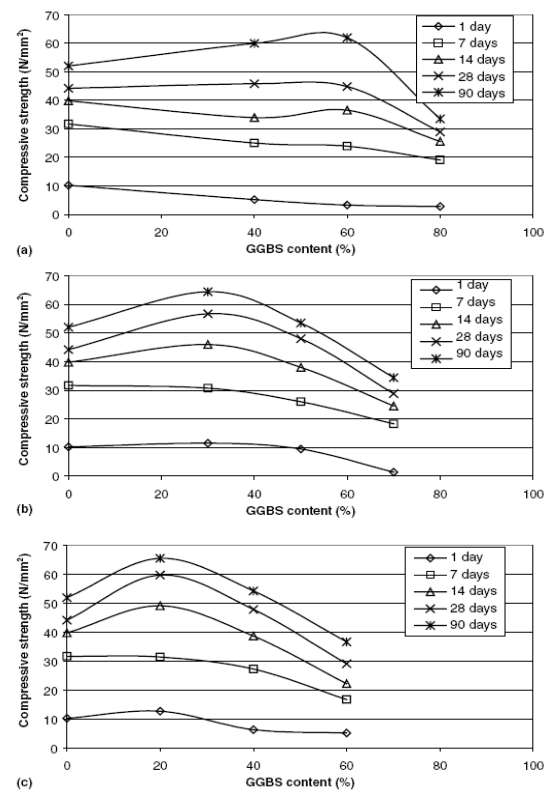 70
60
50
40
30
20
10
0
Compressive strength (N/mm²)
1 day
7 days
14 days
28 days
90 days
0 20 40 60 80 100
(a) GGBS content (%)
70
60
50
40
30
20
10
0
Compressive strength (N/mm²)
1 day
7 days
14 days
28 days
90 days
0 20 40 60 80 100
(b) GGBS content (%)
70
60
50
40
30
20
10
0
Compressive strength (N/mm²)
1 day
7 days
14 days
28 days
90 days
0 20 40 60 80 100
(c) GGBS content (%)